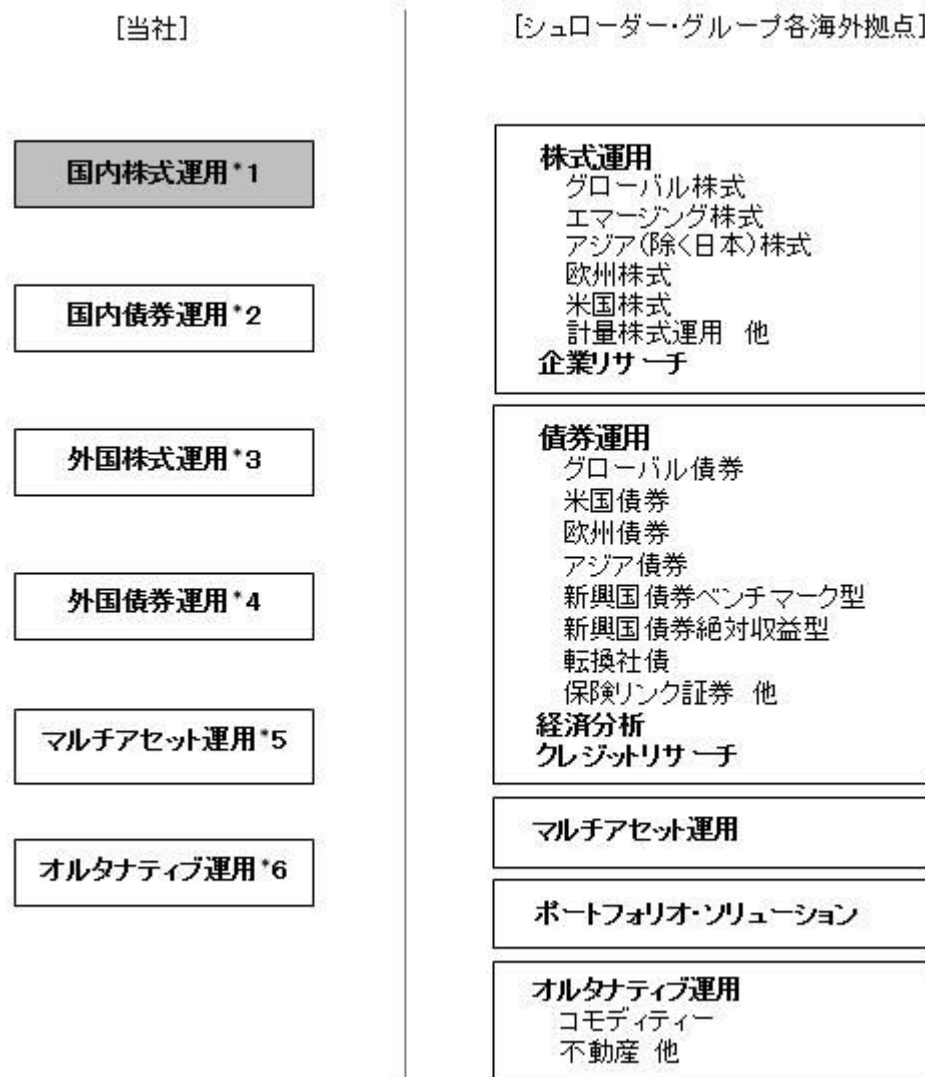 [当社]
国内株式運用*1
国内債券運用*2
外国株式運用*3
外国債券運用*4
マルチアセット運用*5
オルタナティブ運用*6
[シュローダー・グループ各海外拠点]
株式運用
グローバル株式
エマージング株式
アジア(除く日本)株式
欧州株式
米国株式
計量株式運用 他
企業リサーチ
債券運用
グローバル債券
米国債券
欧州債券
アジア債券
新興国債券ベンチマーク型
新興国債券絶対収益型
転換社債
保険リンク証券 他
経済分析
クレジットリサーチ
マルチアセット運用
ポートフォリオ・ソリューション
オルタナティブ運用
コモディティー
不動産 他